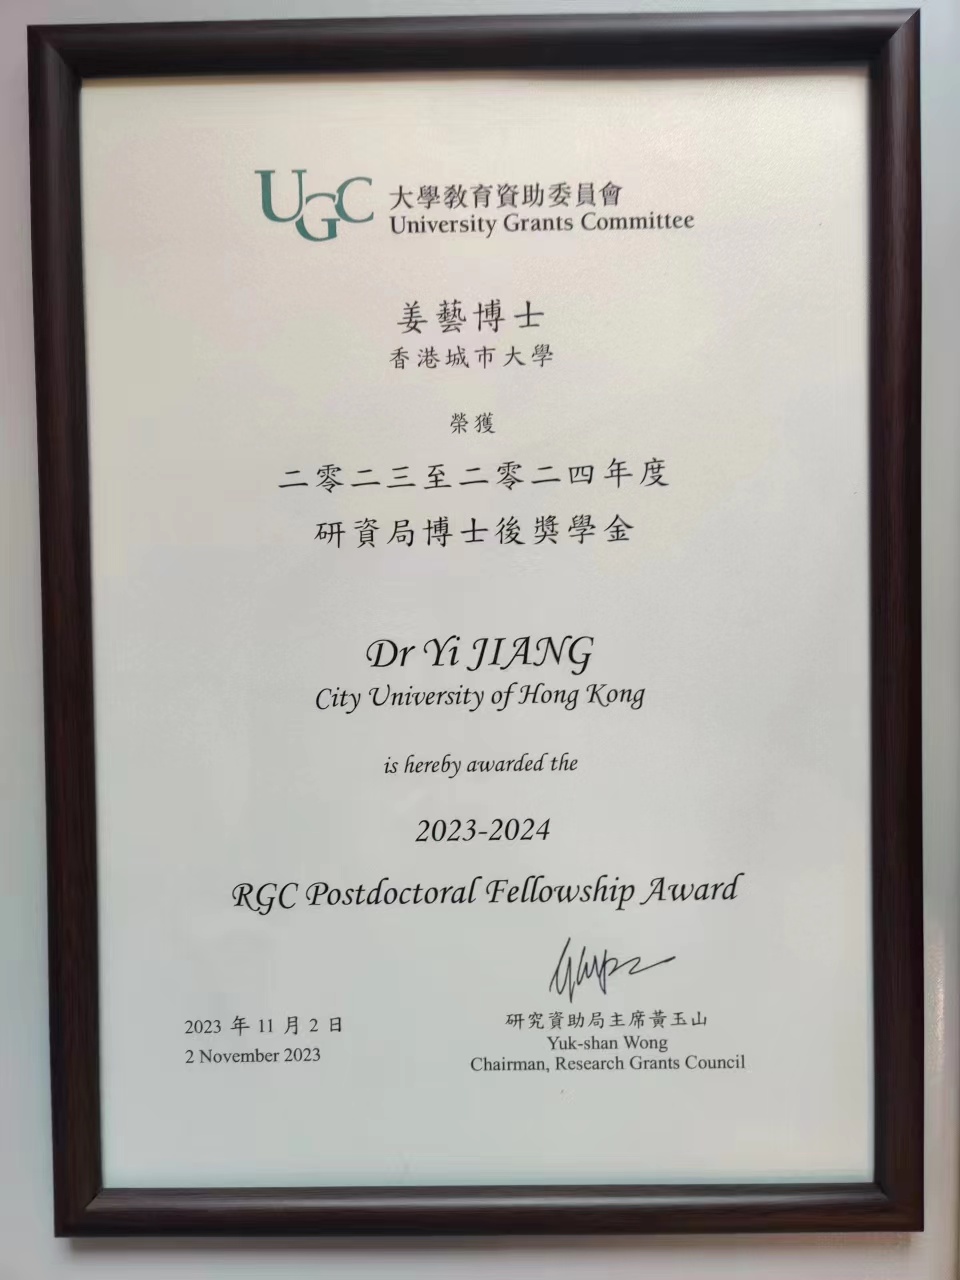 UGC
大學教育資助委員會
University Grants Committee
姜藝博士
香港城市大學
榮獲
二零二三至二零二四年度
研資局博士後獎學金
Dr Yi JIANG
City University of Hong Kong
is hereby awarded the
2023-2024
RGC Postdoctoral Fellowship Award
2023 年 11 月 2 日
2 November 2023
研究資助局主席黃玉山
Yuk-shan Wong
Chairman, Research Grants Council